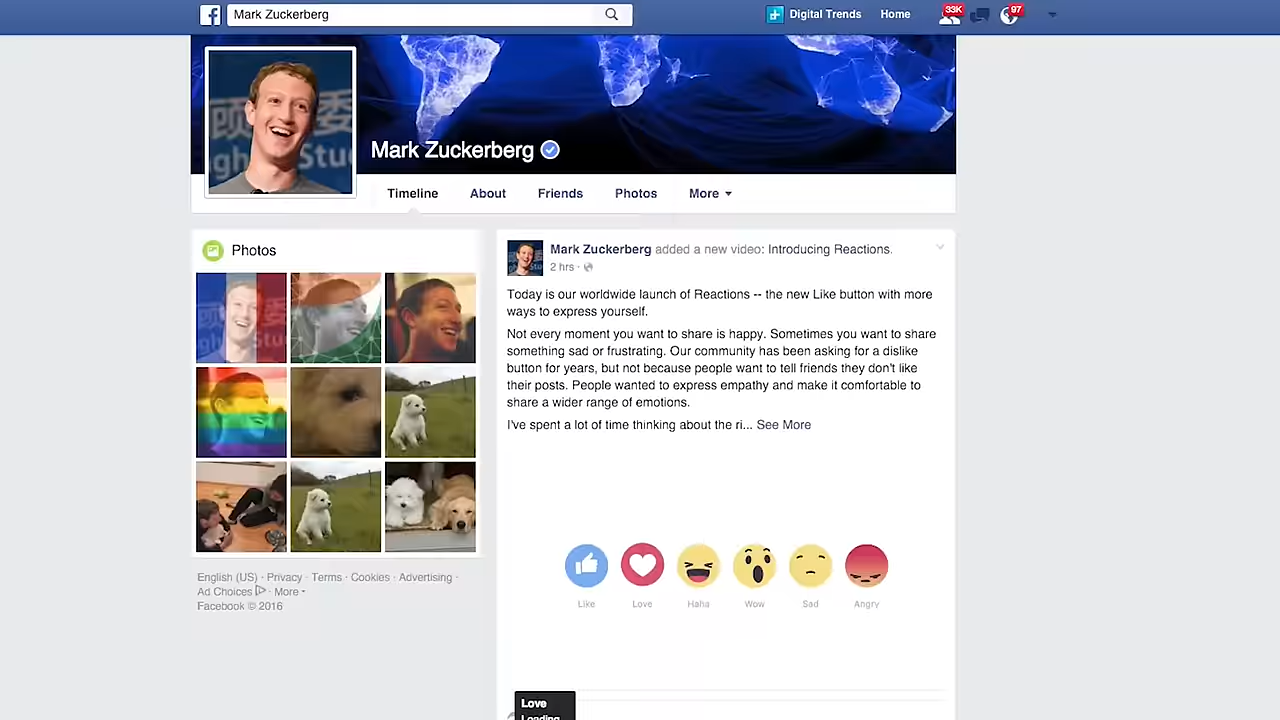 Mark Zuckerberg
Digital Trends
Home
33K
97
Mark Zuckerberg
Timeline
About
Friends
Photos
More
Photos
Mark Zuckerberg added a new video: Introducing Reactions.
2 hrs ·
Today is our worldwide launch of Reactions -- the new Like button with more
ways to express yourself.
Not every moment you want to share is happy. Sometimes you want to share
something sad or frustrating. Our community has been asking for a dislike
button for years, but not because people want to tell friends they don't like
their posts. People wanted to express empathy and make it comfortable to
share a wider range of emotions.
I've spent a lot of time thinking about the ri... See More
Like
Love
Haha
Wow
Sad
Angry
English (US) · Privacy · Terms · Cookies · Advertising ·
Ad Choices · More
Facebook © 2016
Love
Loading